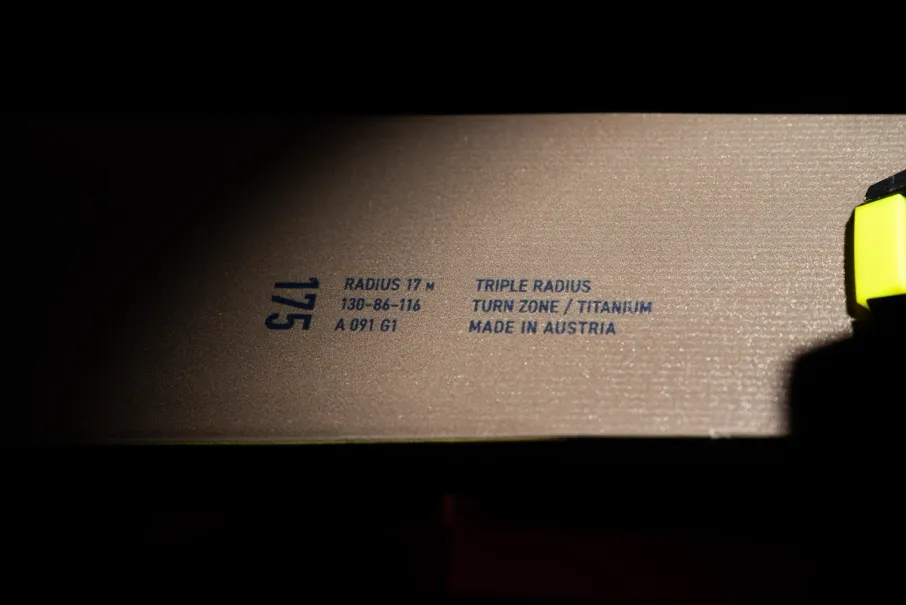 175
RADIUS 17 M
130-86-116
A 091 G1
TRIPLE RADIUS
TURN ZONE / TITANIUM
MADE IN AUSTRIA